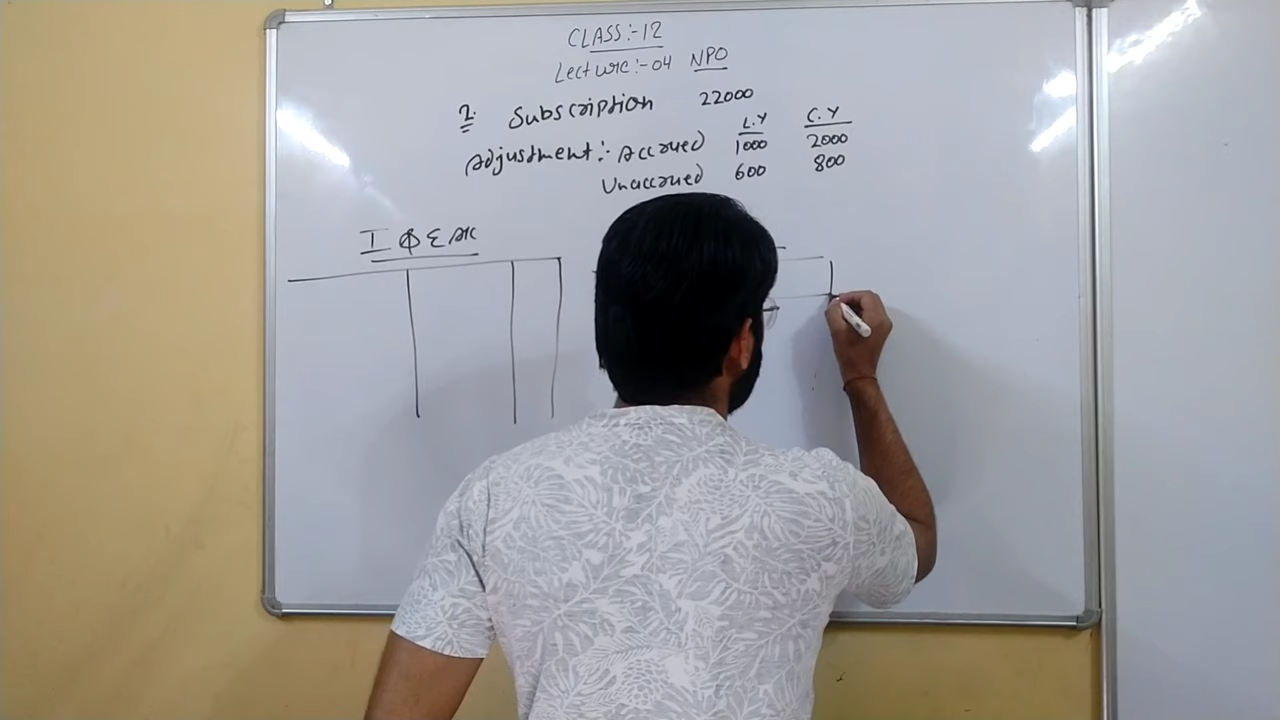 CLASS:-12
Lecture:-04 NPO
2. Subscription 22000
L.Y C.Y
Adjustment:- Accrued 1000 2000
Unaccrued 600 800
I & E A/c